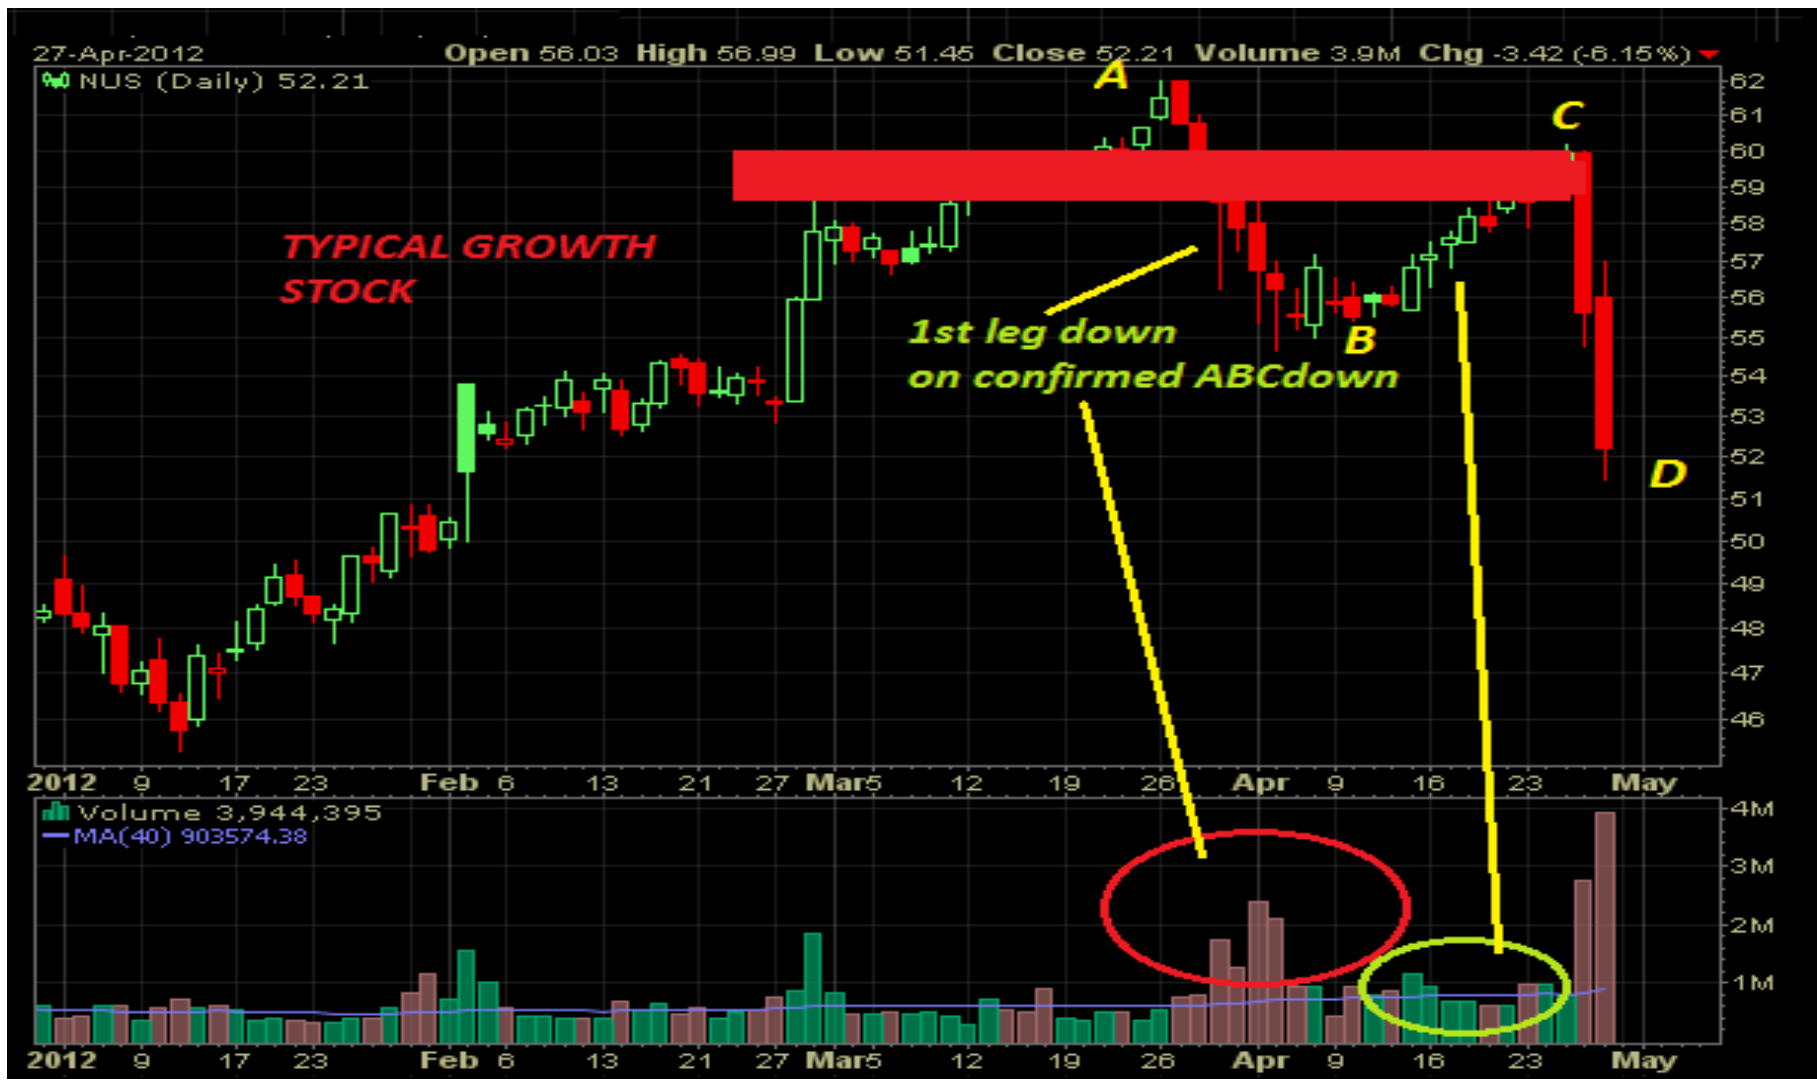 27-Apr-2012 Open 56.03 High 56.99 Low 51.45 Close 52.21 Volume 3.9M Chg -3.42 (-6.15%)
NUS (Daily) 52.21
A
C
TYPICAL GROWTH
STOCK
1st leg down
on confirmed ABCdown
B
D
62
61
60
59
58
57
56
55
54
53
52
51
50
49
48
47
46
2012 9 17 23 Feb 6 13 21 27 Mar 5 12 19 26 Apr 9 16 23 May
Volume 3,944,395
MA(40) 903574.38
4M
3M
2M
1M
2012 9 17 23 Feb 6 13 21 27 Mar 5 12 19 26 Apr 9 16 23 May